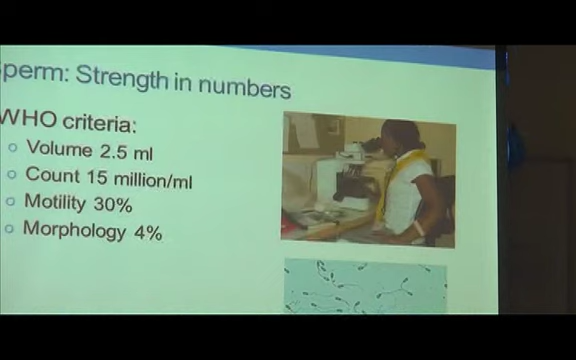 perm: Strength in numbers
WHO criteria:
Volume 2.5 ml
Count 15 million/ml
Motility 30%
Morphology 4%